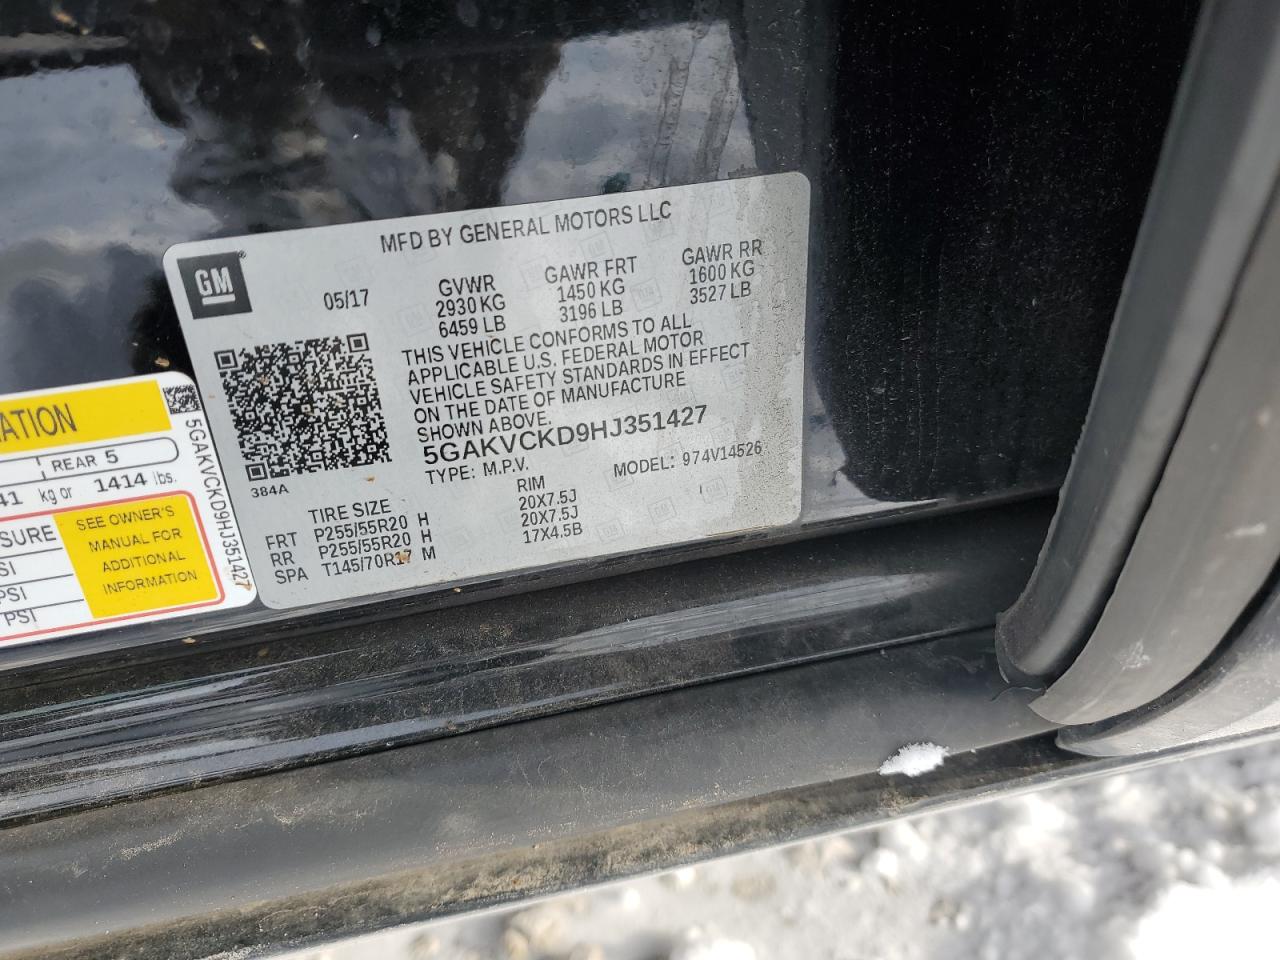 MFD BY GENERAL MOTORS LLC
GM
05/17
GVWR
2930 KG
6459 LB
GAWR FRT
1450 KG
3196 LB
GAWR RR
1600 KG
3527 LB
THIS VEHICLE CONFORMS TO ALL
APPLICABLE U.S. FEDERAL MOTOR
VEHICLE SAFETY STANDARDS IN EFFECT
ON THE DATE OF MANUFACTURE
SHOWN ABOVE.
5GAKVCKD9HJ351427
TYPE: M.P.V. MODEL: 974V14526
384A
TIRE SIZE RIM
FRT P255/55R20 H 20X7.5J
RR P255/55R20 H 20X7.5J
SPA T145/70R17 M 17X4.5B
REAR 5
kg or 1414 lbs.
SEE OWNER'S
MANUAL FOR
ADDITIONAL
INFORMATION
PSI
PSI
5GAKVCKD9HJ351427